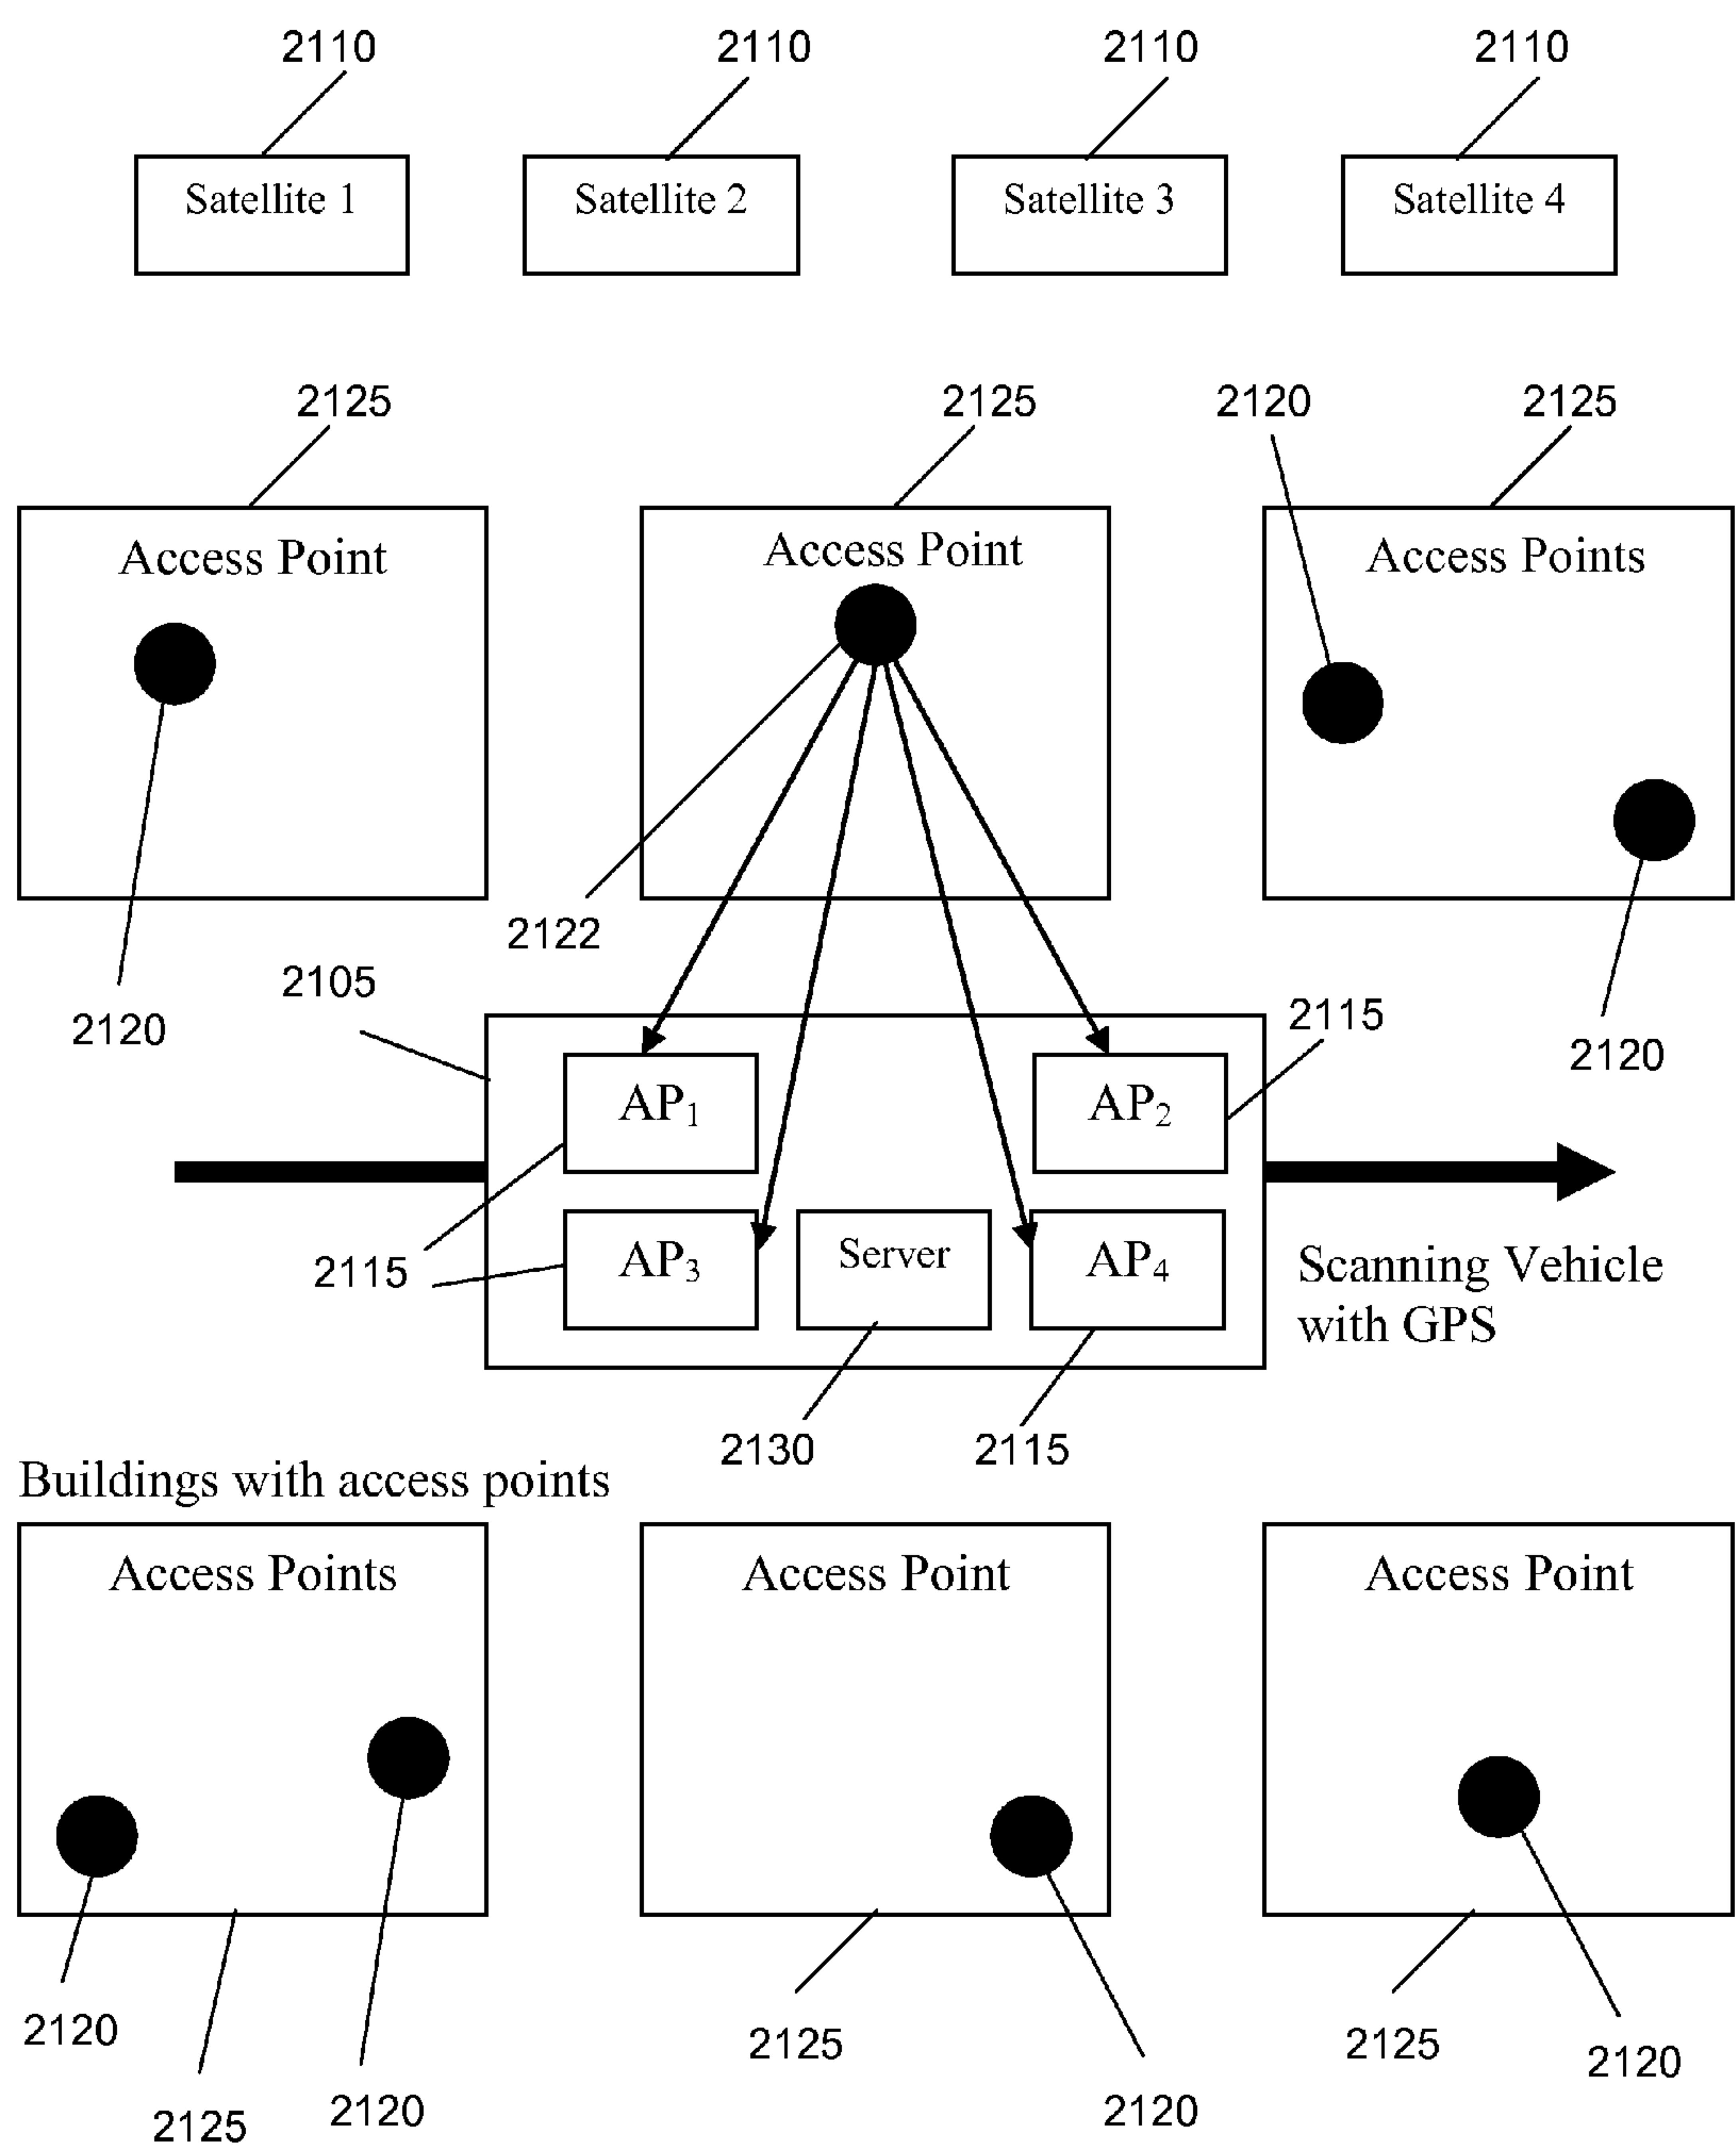 2110 2110 2110 2110
Satellite 1 Satellite 2 Satellite 3 Satellite 4
2125 2125 2120 2125
Access Point Access Point Access Points
2122
2105
2120 2115 2120
AP₁ AP₂
2115
AP₃ Server AP₄
Scanning Vehicle
with GPS
2130 2115
Buildings with access points
Access Points Access Point Access Point
2120 2125 2125 2120
2125 2120 2120